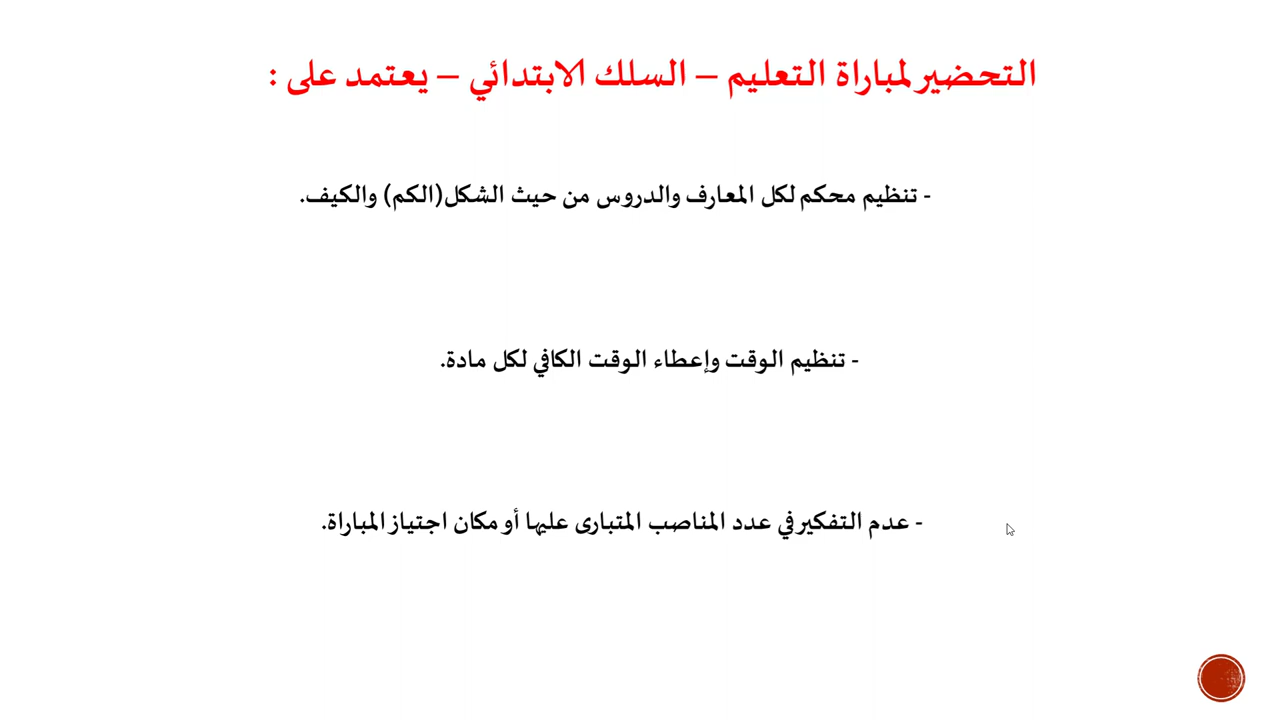 التحضير لمباراة التعليم – السلك الابتدائي – يعتمد على :
- تنظيم محكم لكل المعارف والدروس من حيث الشكل(الكم) والكيف.
- تنظيم الوقت وإعطاء الوقت الكافي لكل مادة.
- عدم التفكير في عدد المناصب المتبارى عليها أو مكان اجتياز المباراة.